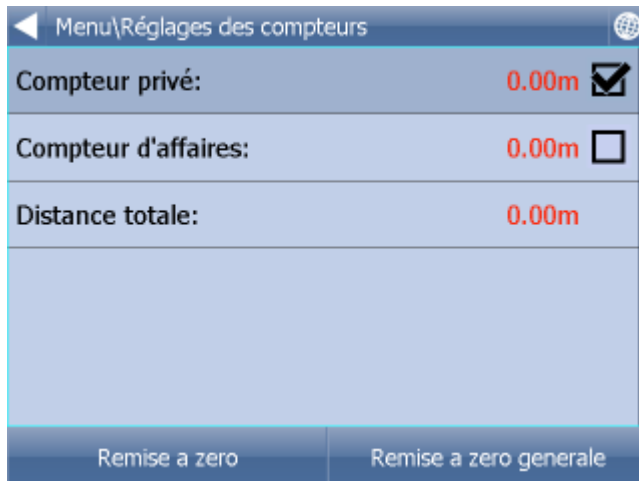 Menu\Réglages des compteurs
Compteur privé: 0.00m
Compteur d'affaires: 0.00m
Distance totale: 0.00m
Remise a zero Remise a zero generale